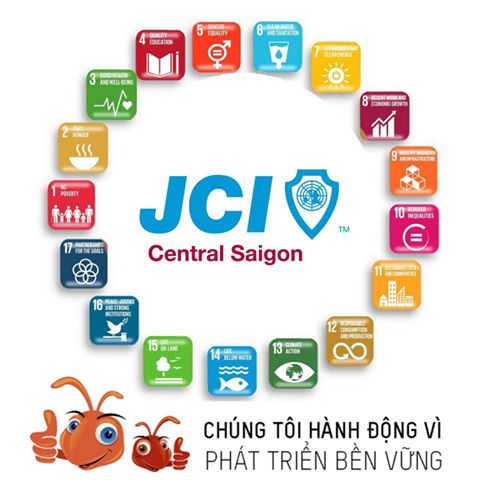 4 QUALITY
EDUCATION
5 GENDER
EQUALITY
6 CLEAN WATER
AND SANITATION
7 AFFORDABLE AND
CLEAN ENERGY
8 DECENT WORK AND
ECONOMIC GROWTH
9 INDUSTRY, INNOVATION
AND INFRASTRUCTURE
10 REDUCED
INEQUALITIES
11 SUSTAINABLE CITIES
AND COMMUNITIES
12 RESPONSIBLE
CONSUMPTION
AND PRODUCTION
13 CLIMATE
ACTION
14 LIFE
BELOW WATER
15 LIFE
ON LAND
16 PEACE, JUSTICE
AND STRONG
INSTITUTIONS
17 PARTNERSHIPS
FOR THE GOALS
1 NO
POVERTY
2 ZERO
HUNGER
3 GOOD HEALTH
AND WELL-BEING
JCI
TM
Central Saigon
CHÚNG TÔI HÀNH ĐỘNG VÌ
PHÁT TRIỂN BỀN VỮNG